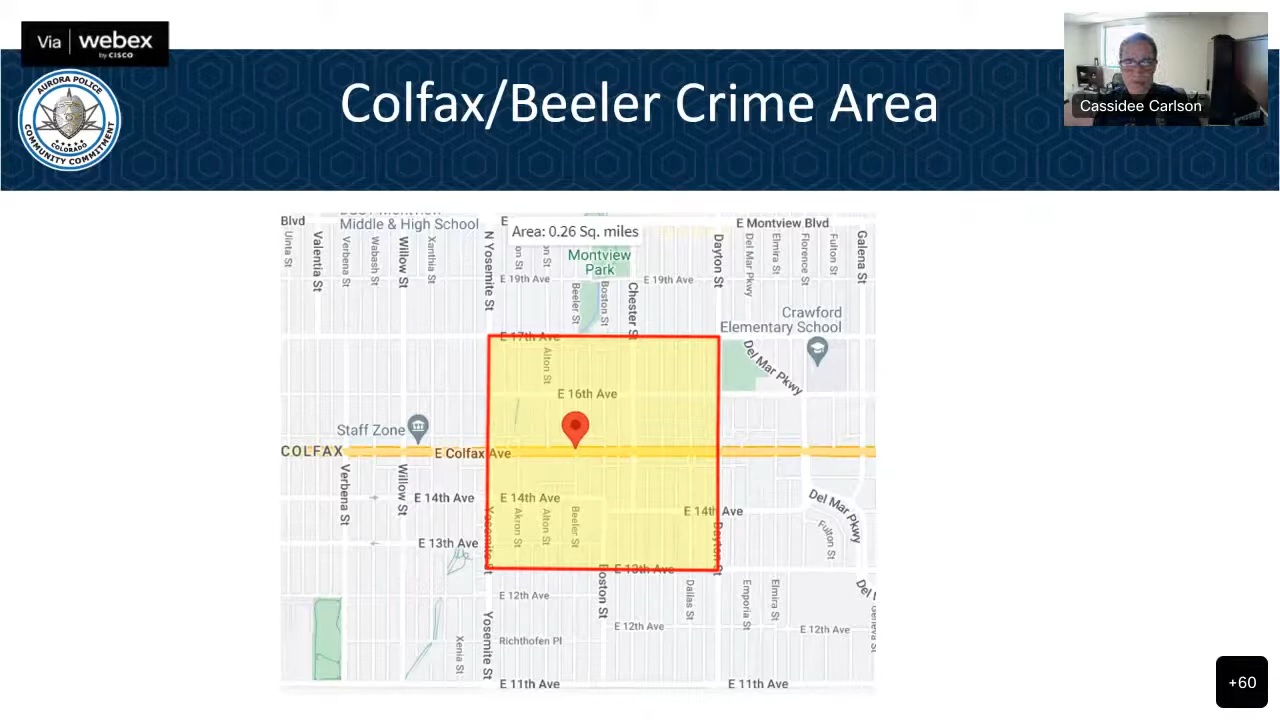 Via webex
by CISCO
AURORA POLICE
COLORADO
COMMUNITY COMMITMENT
Colfax/Beeler Crime Area
Cassidee Carlson
Blvd
Middle & High School
E
E Montview Blvd
Area: 0.26 Sq. miles
Uinta St
Valentia St
Verbena St
Wabash St
Willow St
Xanthia St
N Yosemite St
on St
on St
Montview
Park
Dayton St
Del Mar Pkwy
Elmira St
Florence St
Fulton St
Galena St
E 19th Ave
Beeler St
Boston St
Chester S
E 19th Ave
Crawford
Elementary School
E 17th Ave
Alton St
Del Mar Pkwy
E 16th Ave
Staff Zone
COLFAX
E Colfax Ave
Verbena St
Willow St
E 14th Ave
E 14th Ave
E 14th Ave
Del Mar Pkwy
Yosemite St
Akron St
Alton St
Beeler St
Dayton St
Fulton St
E 13th Ave
E 13th Ave
Boston St
Dallas St
Emporia St
Elmira St
Del
E 12th Ave
Geneva St
Yosemite St
Xenia St
E 12th Ave
E 12th Ave
Richthofen Pl
E 11th Ave
E 11th Ave
+60